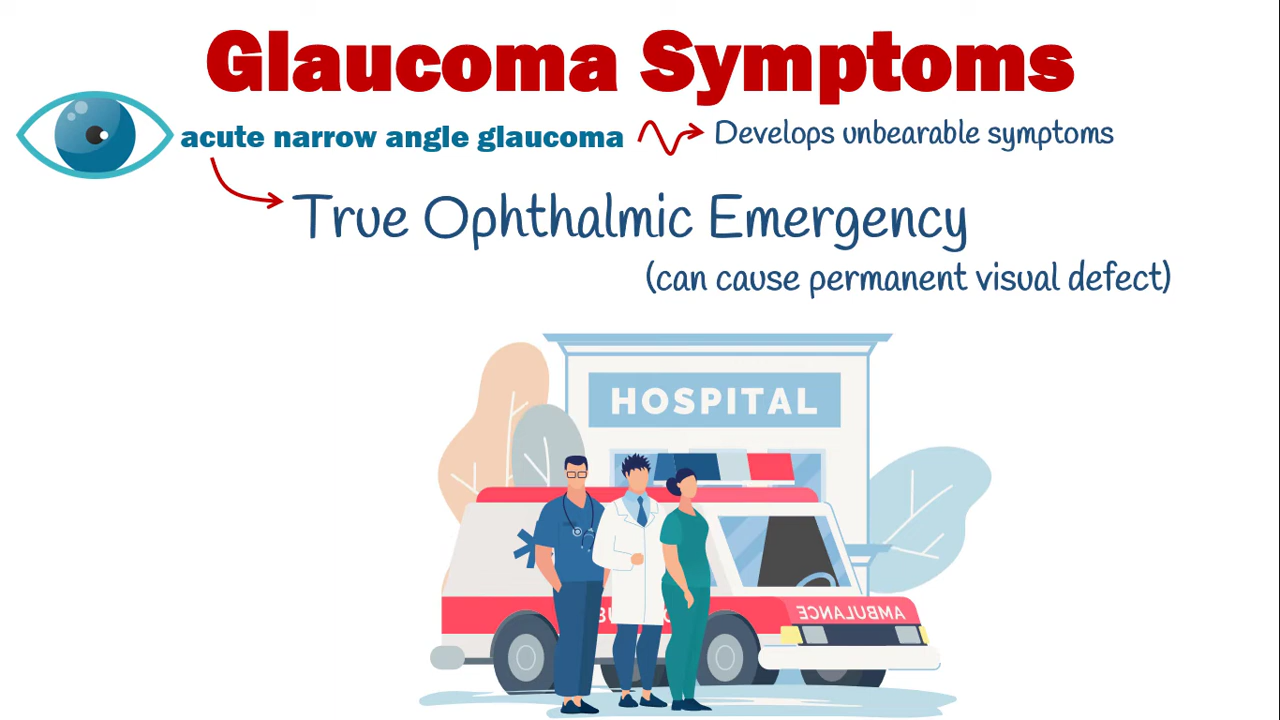 Glaucoma Symptoms
acute narrow angle glaucoma
Develops unbearable symptoms
True Ophthalmic Emergency
(can cause permanent visual defect)
HOSPITAL
AMBULANCE